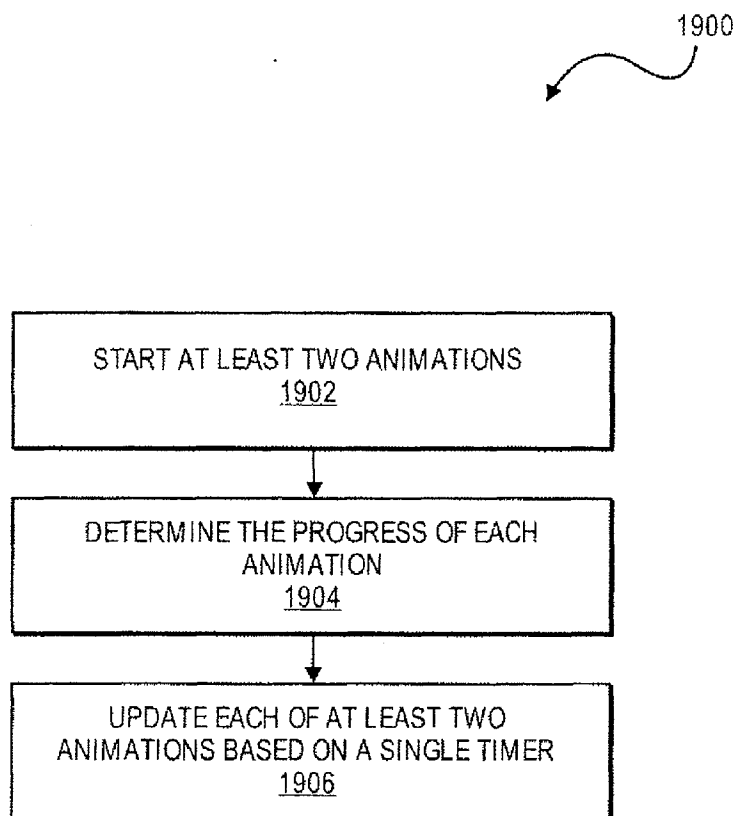 1900
START AT LEAST TWO ANIMATIONS
1902
DETERMINE THE PROGRESS OF EACH
ANIMATION
1904
UPDATE EACH OF AT LEAST TWO
ANIMATIONS BASED ON A SINGLE TIMER
1906